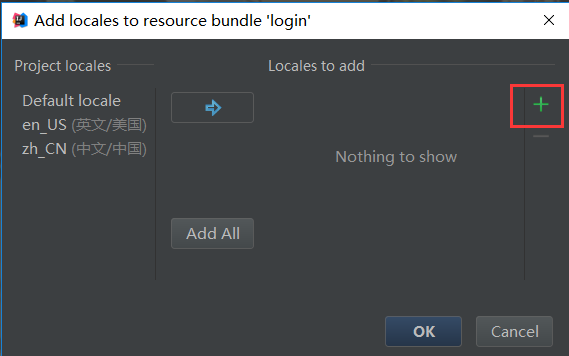 Add locales to resource bundle 'login'
Project locales
Locales to add
Default locale
en_US (英文/美国)
zh_CN (中文/中国)
Nothing to show
Add All
OK
Cancel